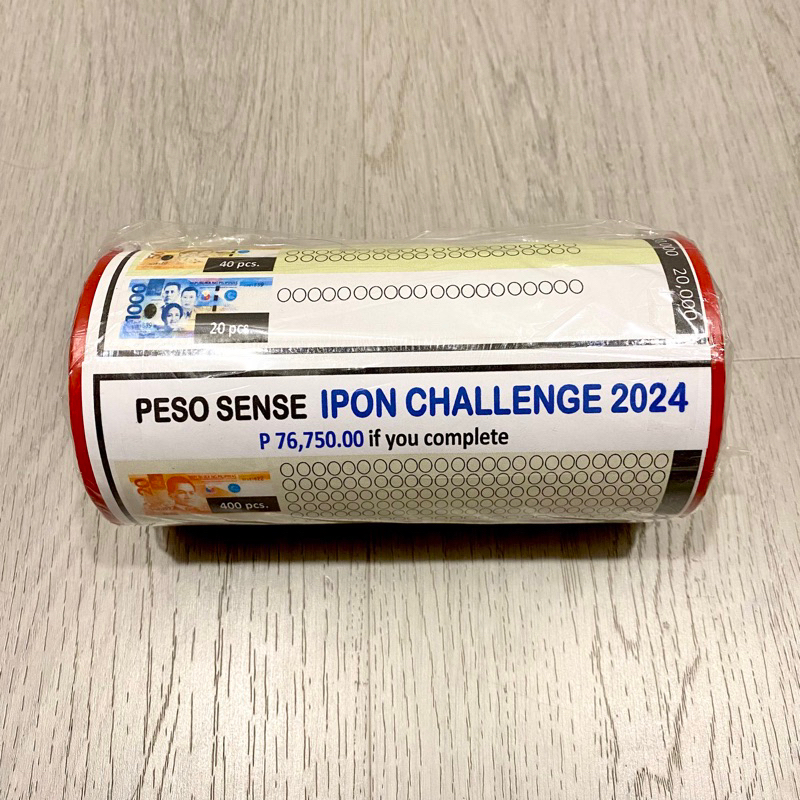 40 pcs.
1000
20 pcs
20,000
PESO SENSE IPON CHALLENGE 2024
P 76,750.00 if you complete
400 pcs.